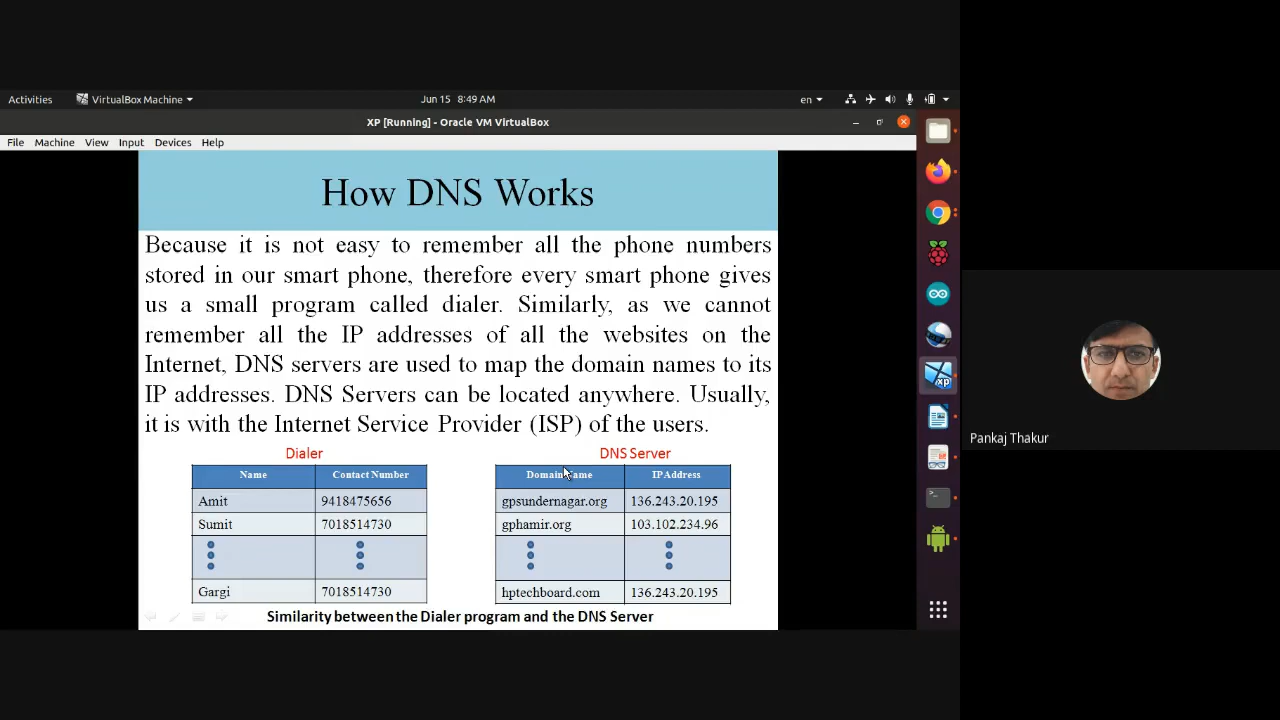 Activities VirtualBox Machine Jun 15 8:49 AM en
XP [Running] - Oracle VM VirtualBox
File Machine View Input Devices Help
How DNS Works
Because it is not easy to remember all the phone numbers
stored in our smart phone, therefore every smart phone gives
us a small program called dialer. Similarly, as we cannot
remember all the IP addresses of all the websites on the
Internet, DNS servers are used to map the domain names to its
IP addresses. DNS Servers can be located anywhere. Usually,
it is with the Internet Service Provider (ISP) of the users.
Dialer
Name Contact Number
Amit 9418475656
Sumit 7018514730
Gargi 7018514730
DNS Server
Domain Name IP Address
gpsundernagar.org 136.243.20.195
gphamir.org 103.102.234.96
hptechboard.com 136.243.20.195
Similarity between the Dialer program and the DNS Server
xp
Pankaj Thakur